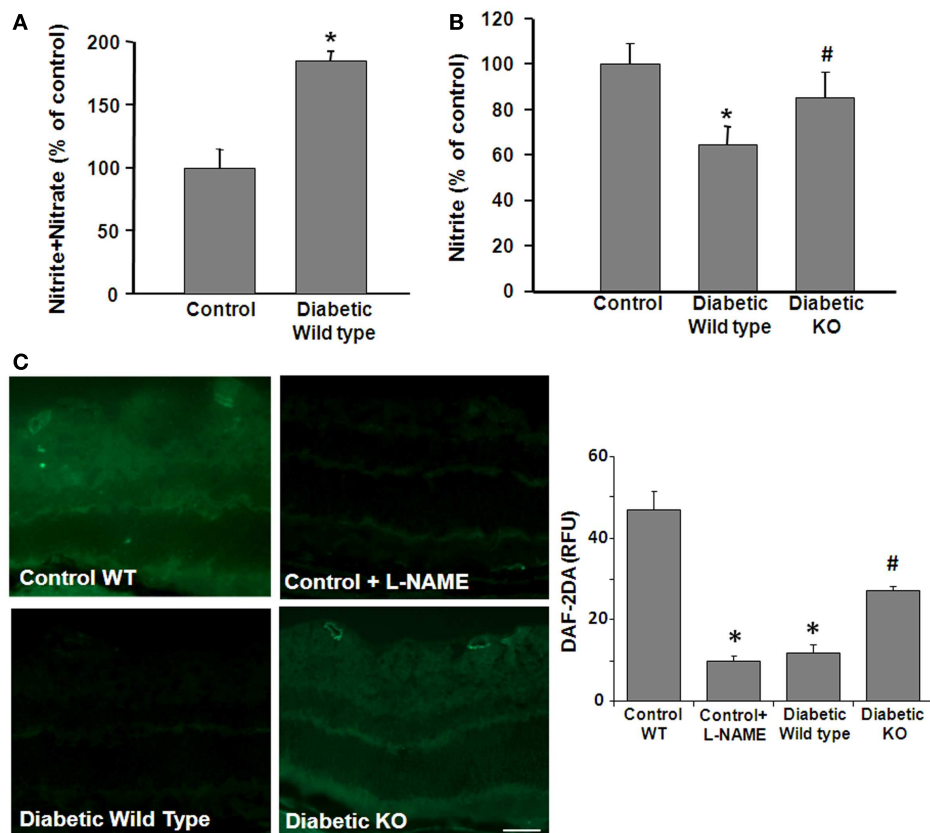 A
Nitrite+Nitrate (% of control)
200
150
100
50
0
*
Control
Diabetic
Wild type
B
Nitrite (% of control)
120
100
80
60
40
20
0
*
#
Control
Diabetic
Wild type
Diabetic
KO
C
Control WT
Control + L-NAME
Diabetic Wild Type
Diabetic KO
DAF-2DA (RFU)
60
40
20
0
*
*
#
Control
WT
Control+
L-NAME
Diabetic
Wild type
Diabetic
KO